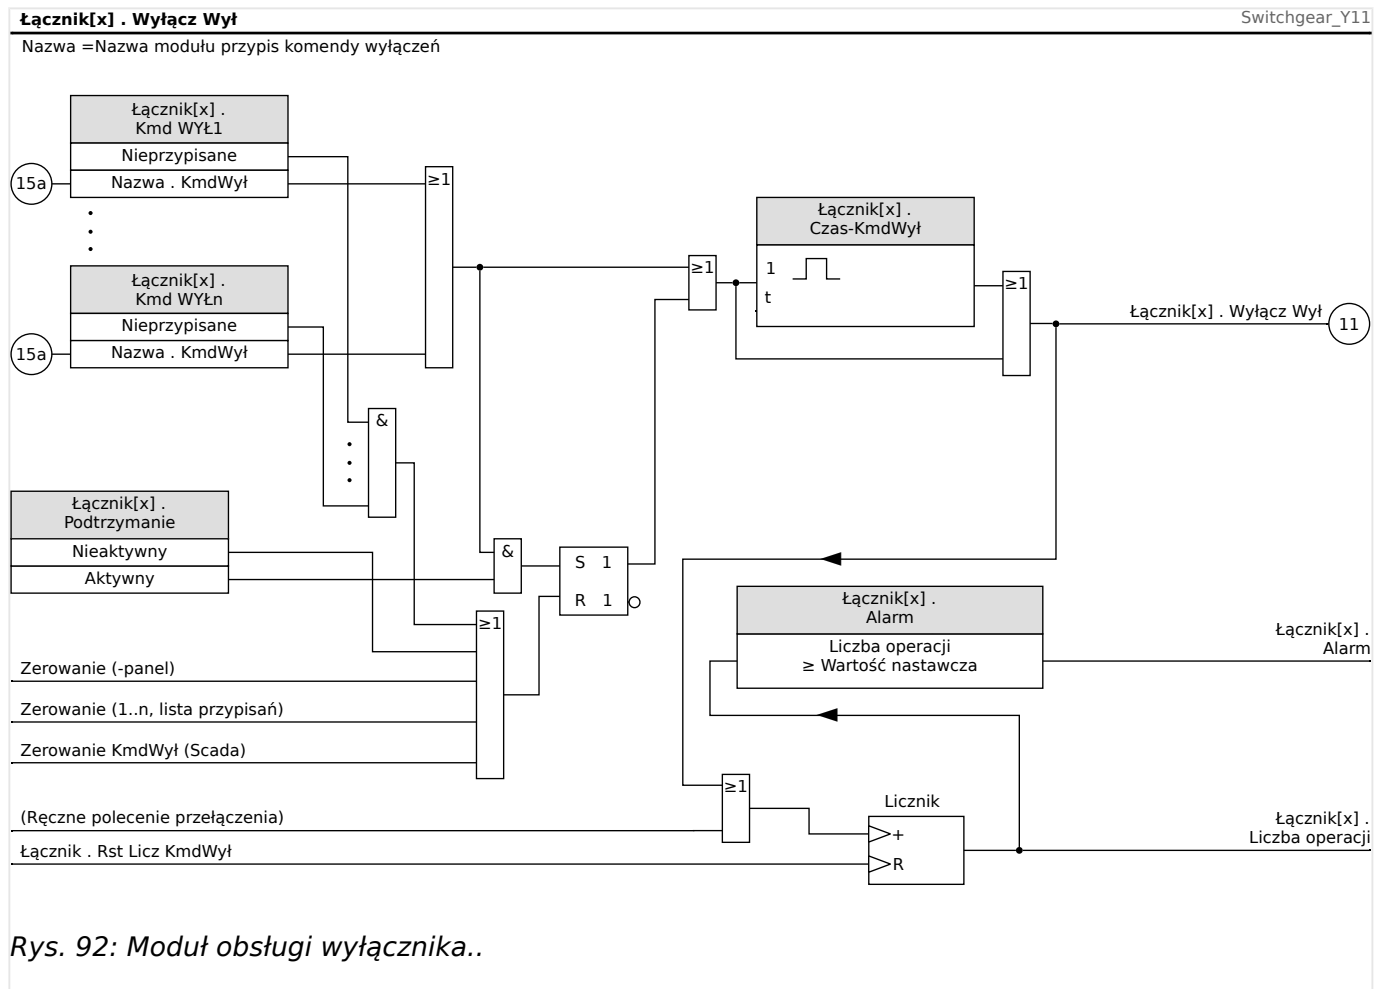 Łącznik[x] . Wyłącz Wył
Switchgear_Y11
Nazwa =Nazwa modułu przypis komendy wyłączeń
Łącznik[x] .
Kmd WYŁ1
Nieprzypisane
15a
Nazwa . KmdWył
≥1
Łącznik[x] .
Kmd WYŁn
Nieprzypisane
15a
Nazwa . KmdWył
≥1
Łącznik[x] .
Czas-KmdWył
1
t
≥1
Łącznik[x] . Wyłącz Wył
11
&
Łącznik[x] .
Podtrzymanie
Nieaktywny
Aktywny
&
S 1
R 1
≥1
Łącznik[x] .
Alarm
Liczba operacji
≥ Wartość nastawcza
Łącznik[x] .
Alarm
Zerowanie (-panel)
Zerowanie (1..n, lista przypisań)
Zerowanie KmdWył (Scada)
≥1
(Ręczne polecenie przełączenia)
Łącznik . Rst Licz KmdWył
Licznik
+
R
Łącznik[x] .
Liczba operacji
Rys. 92: Moduł obsługi wyłącznika..